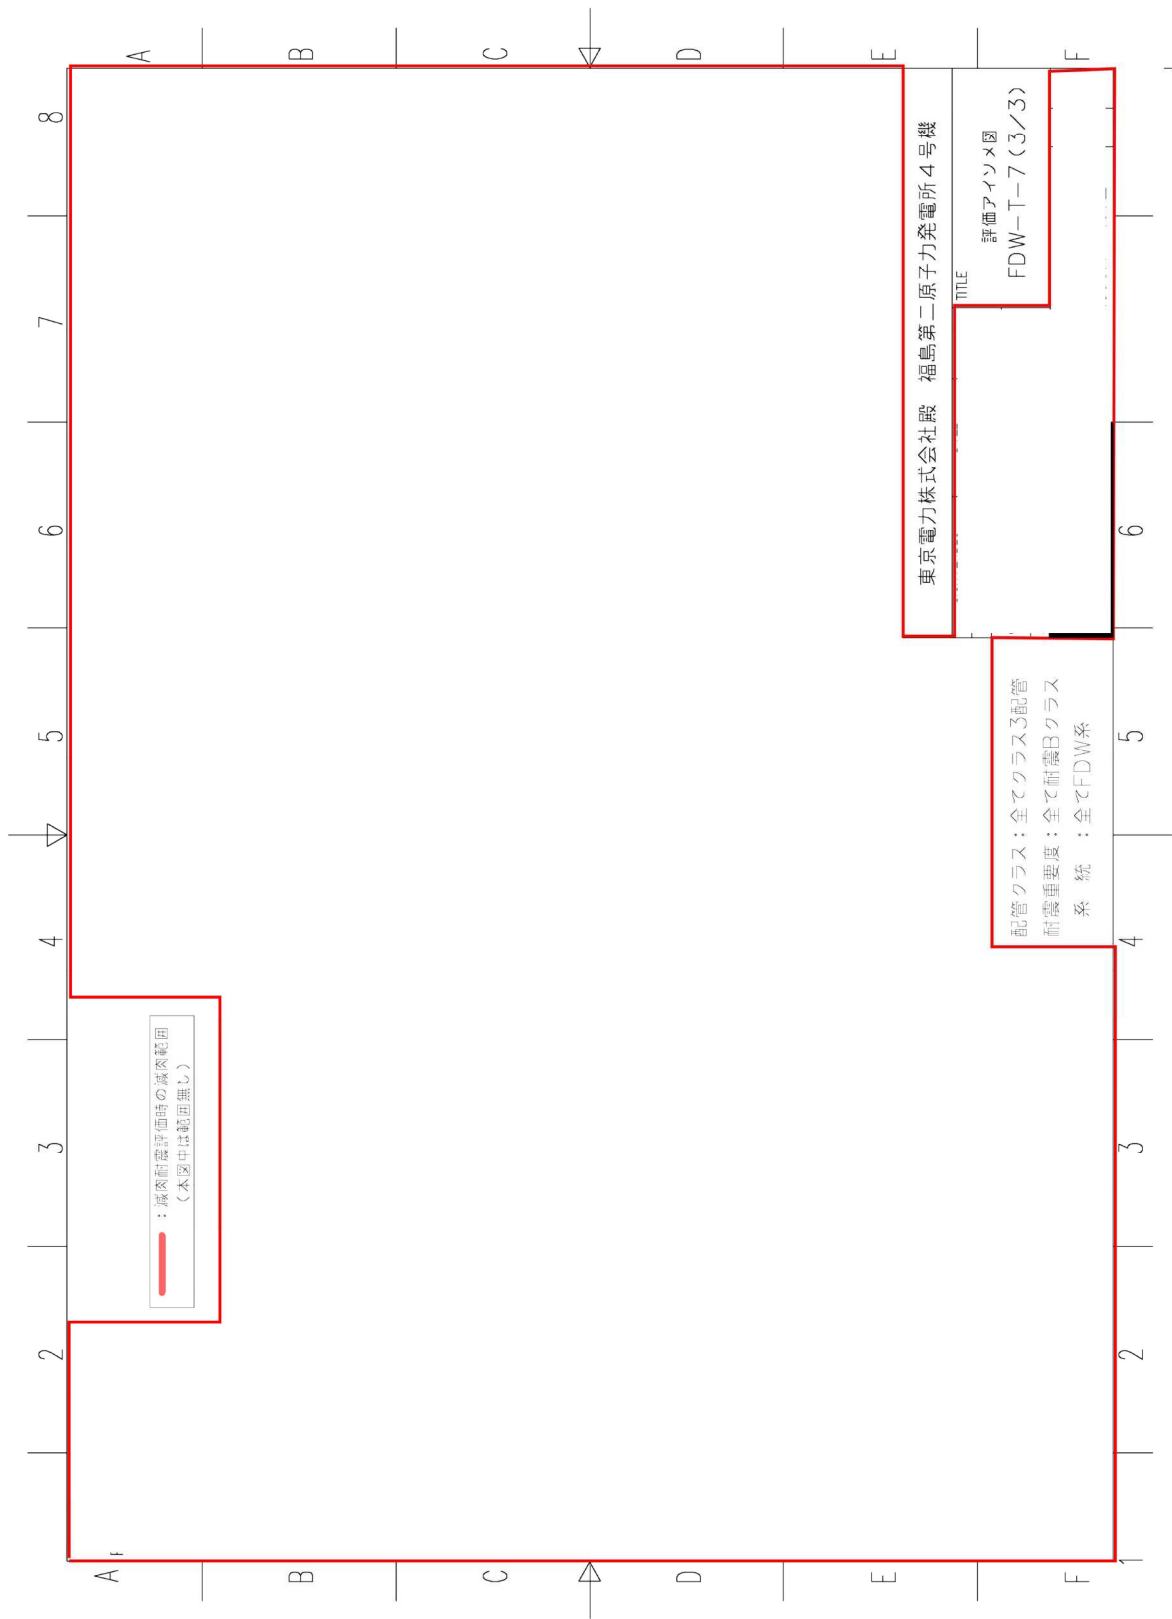 A
B
C
D
E
F
8
7
6
5
4
3
2
東京電力株式会社殿 福島第二原子力発電所4号機
TITLE
評価アイソメ図
FDW-T-7(3/3)
：減肉耐震評価時の減肉範囲
(本図中は範囲無し)
配管クラス：全てクラス3配管
耐震重要度：全て耐震Bクラス
系 統 ：全てFDW系
6
5
4
3
2
1
A
B
C
D
E
F